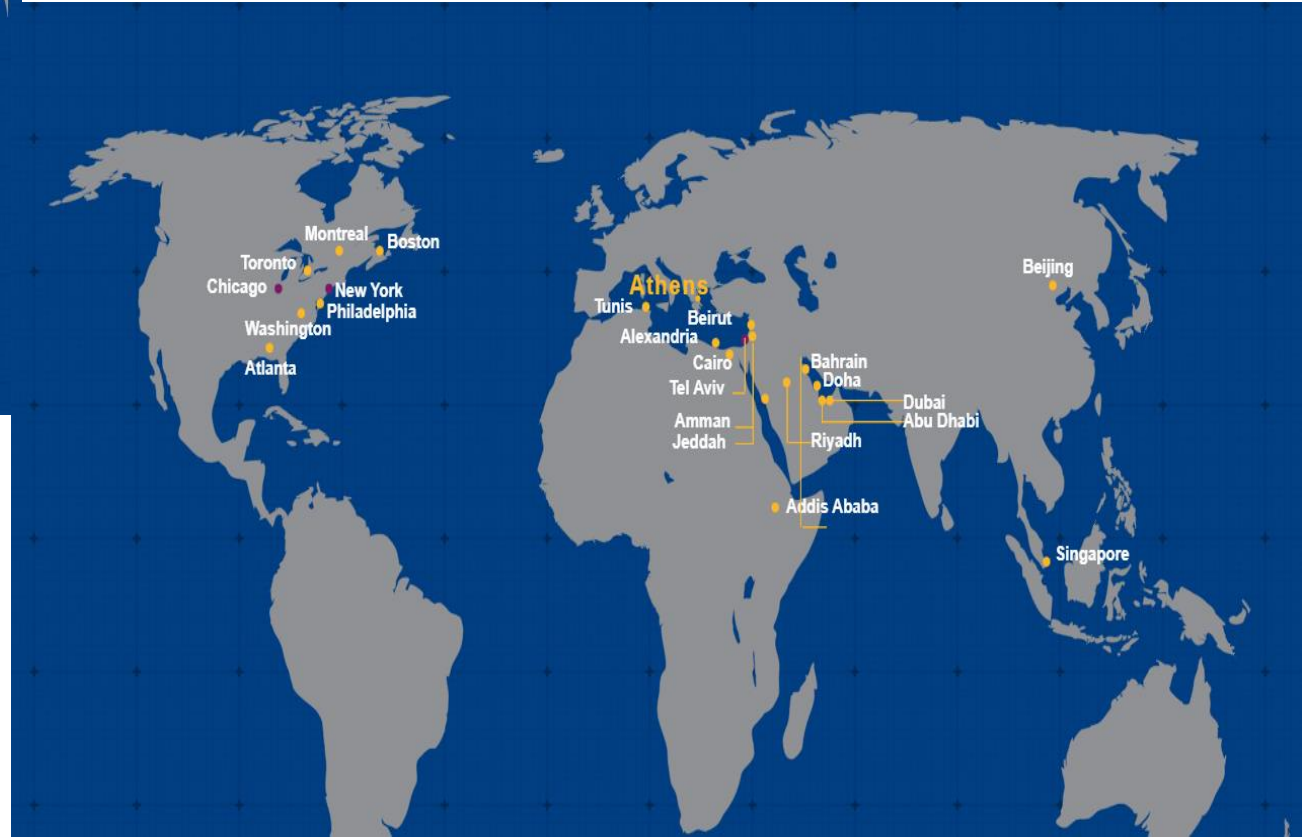 Montreal
Boston
Toronto
Chicago
New York
Philadelphia
Washington
Atlanta
Athens
Tunis
Beirut
Alexandria
Cairo
Tel Aviv
Amman
Jeddah
Bahrain
Doha
Dubai
Abu Dhabi
Riyadh
Addis Ababa
Beijing
Singapore